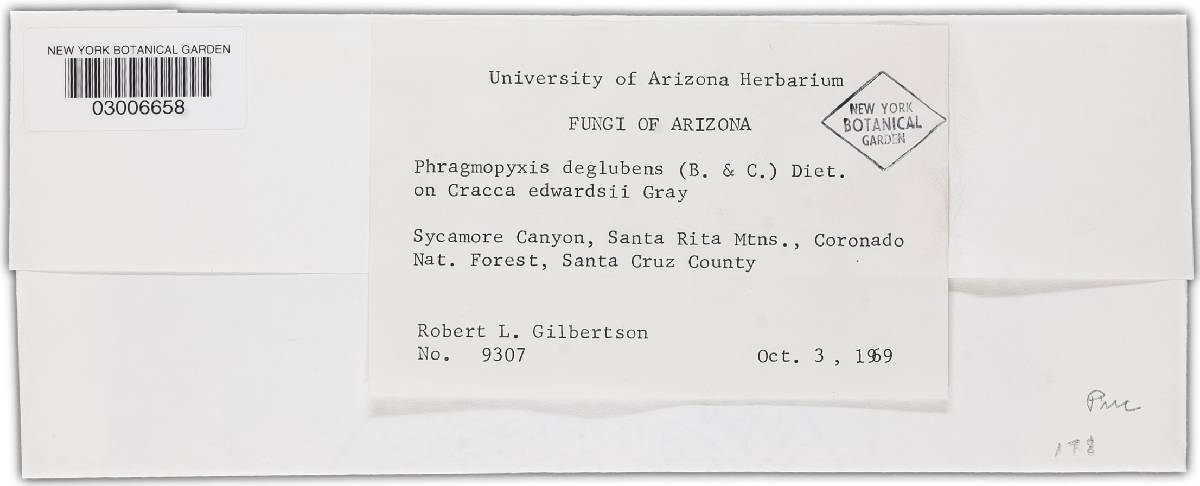 NEW YORK BOTANICAL GARDEN
03006658
University of Arizona Herbarium
FUNGI OF ARIZONA
NEW YORK
BOTANICAL
GARDEN
Phragmopyxis deglubens (B. & C.) Diet.
on Cracca edwardsii Gray
Sycamore Canyon, Santa Rita Mtns., Coronado
Nat. Forest, Santa Cruz County
Robert L. Gilbertson
No. 9307
Oct. 3, 1969